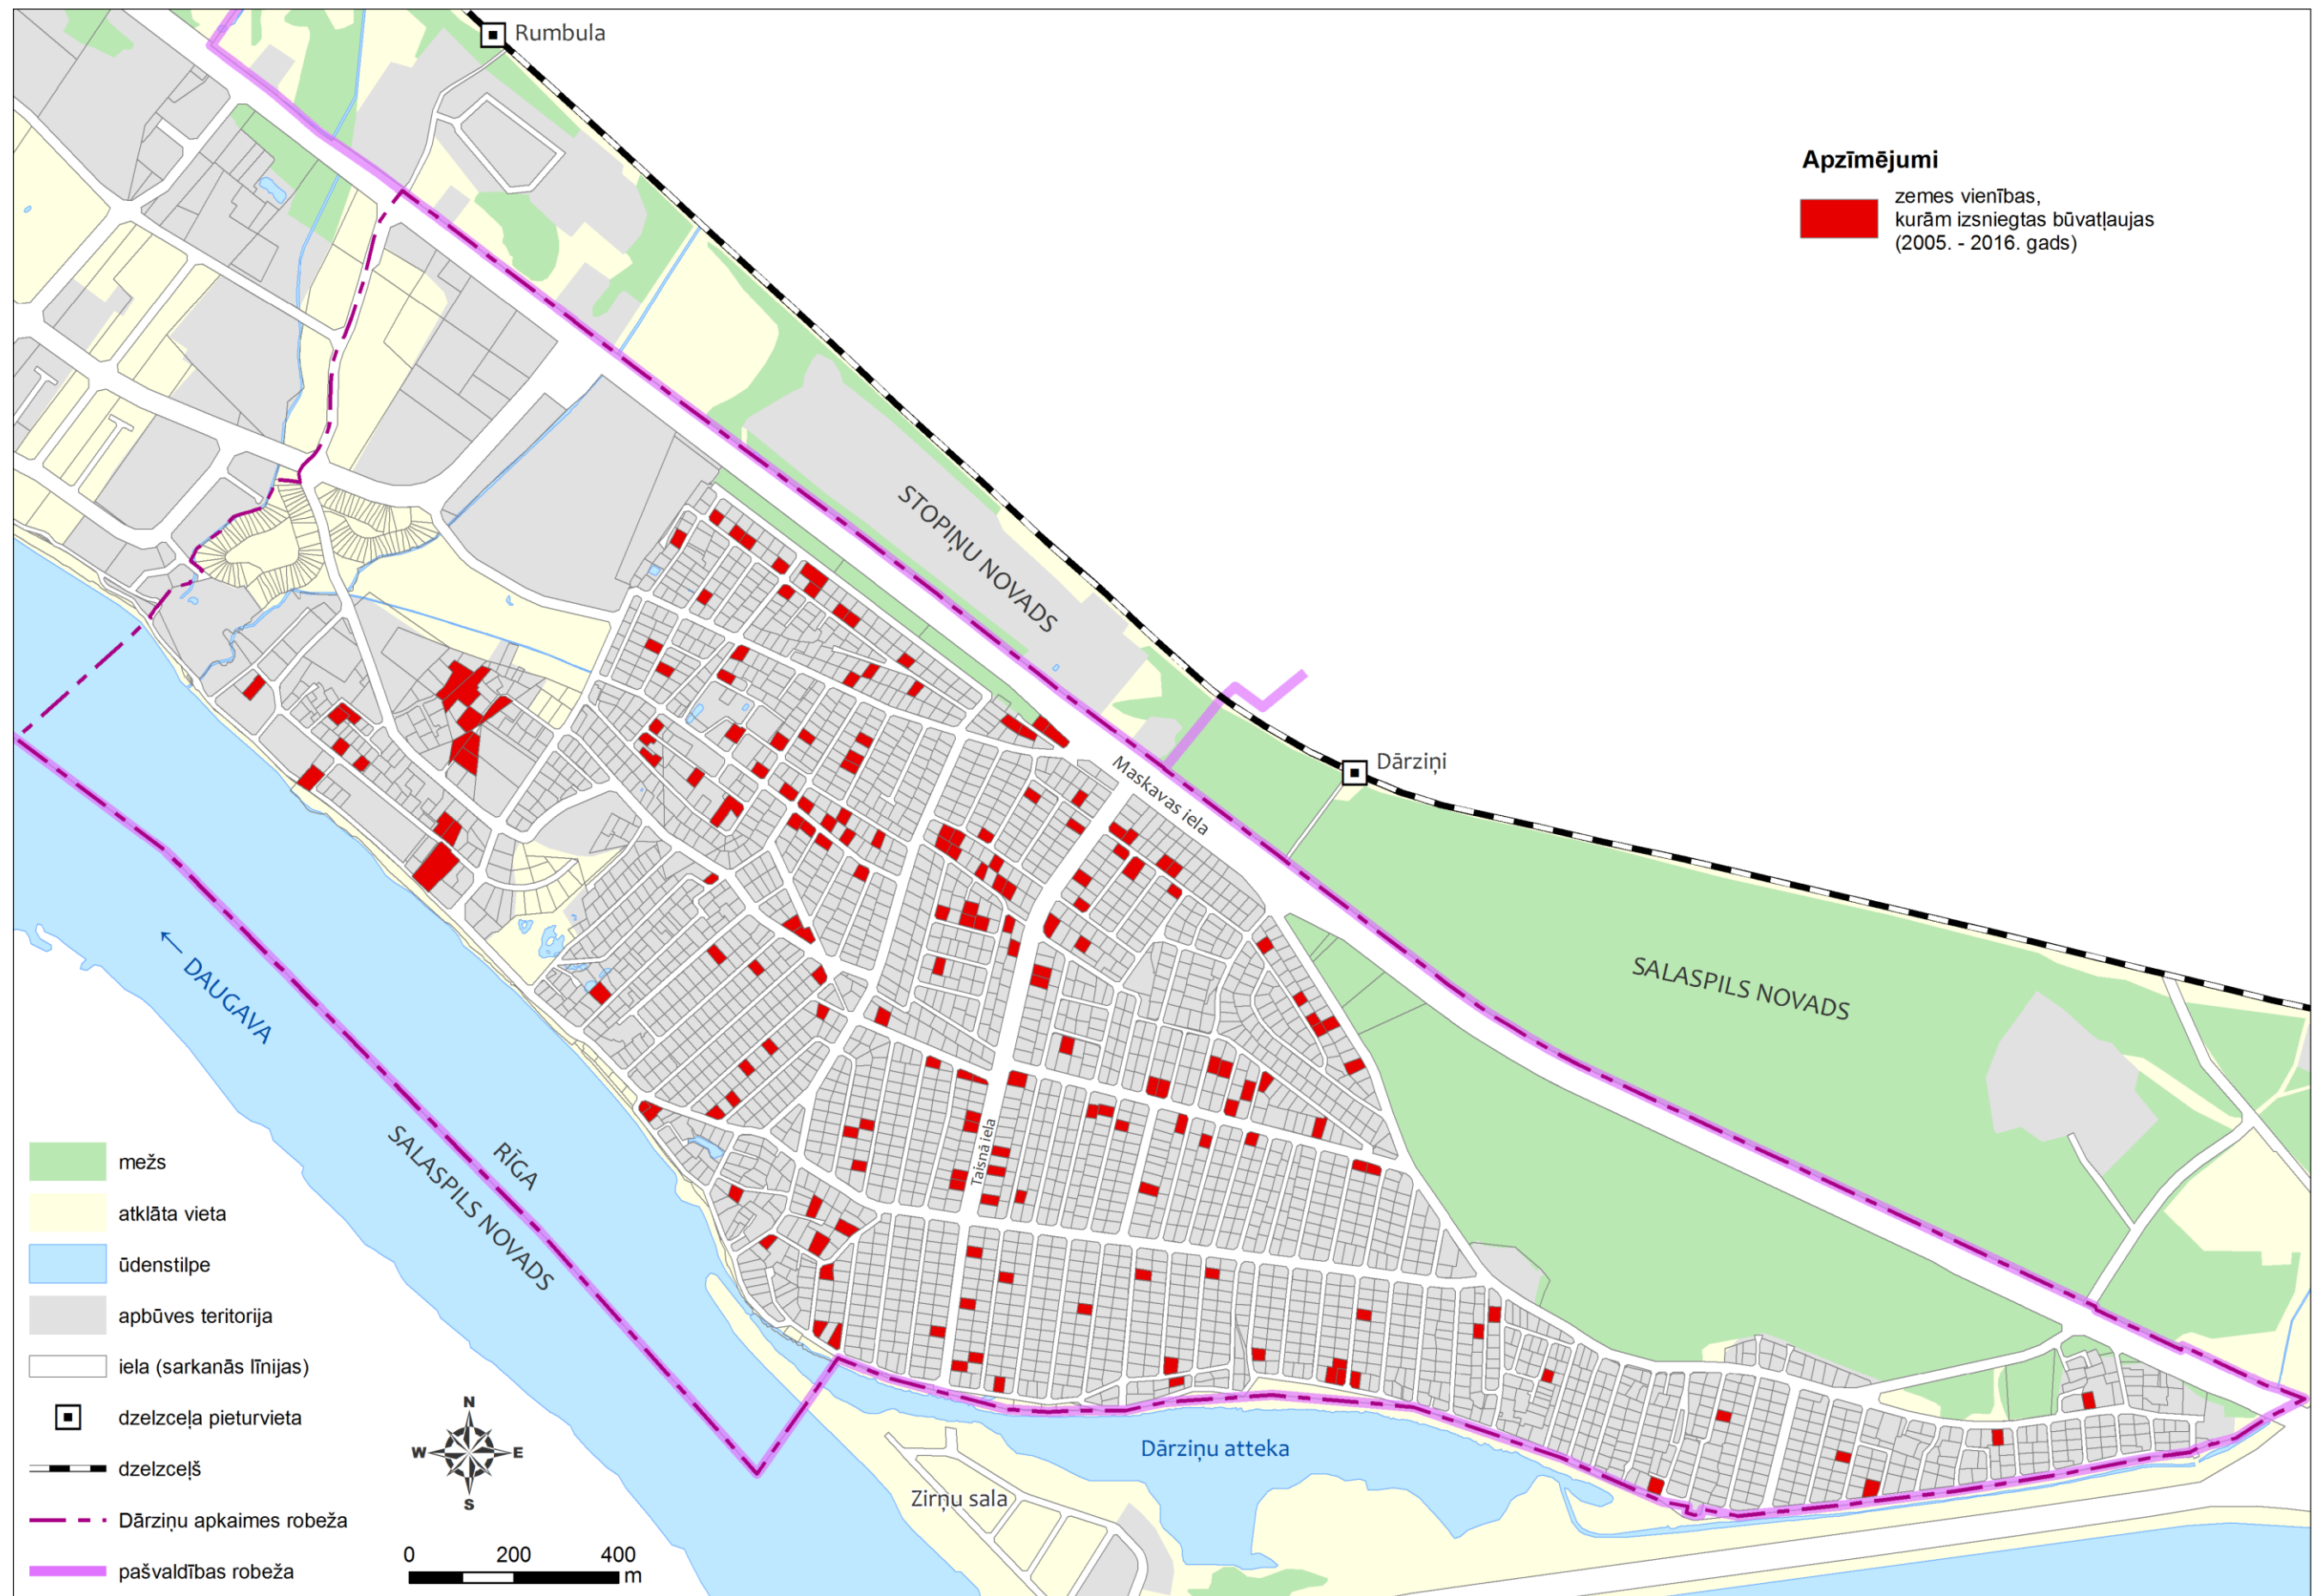 Rumbula
Apzīmējumi
zemes vienības,
kurām izsniegtas būvatļaujas
(2005. - 2016. gads)
STOPIŅU NOVADS
Dārziņi
Maskavas iela
SALASPILS NOVADS
← DAUGAVA
RĪGA
SALASPILS NOVADS
Taisnā iela
mežs
atklāta vieta
ūdenstilpe
apbūves teritorija
iela (sarkanās līnijas)
dzelzceļa pieturvieta
dzelzceļš
Dārziņu apkaimes robeža
pašvaldības robeža
N
W E
S
0 200 400
m
Dārziņu atteka
Zirņu sala